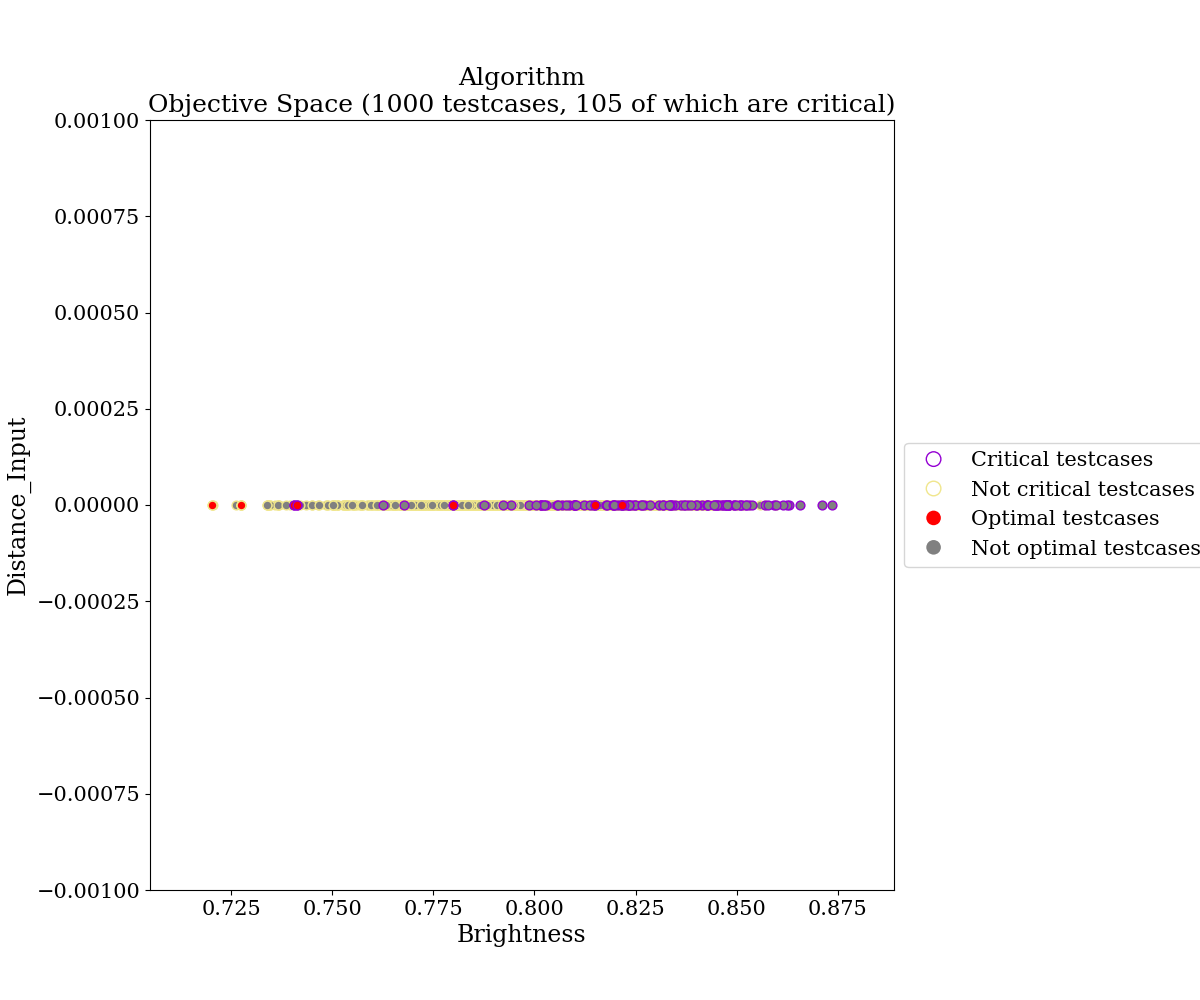 Algorithm
Objective Space (1000 testcases, 105 of which are critical)
0.00100
0.00075
0.00050
0.00025
0.00000
−0.00025
−0.00050
−0.00075
−0.00100
Distance_Input
0.725 0.750 0.775 0.800 0.825 0.850 0.875
Brightness
Critical testcases
Not critical testcases
Optimal testcases
Not optimal testcases